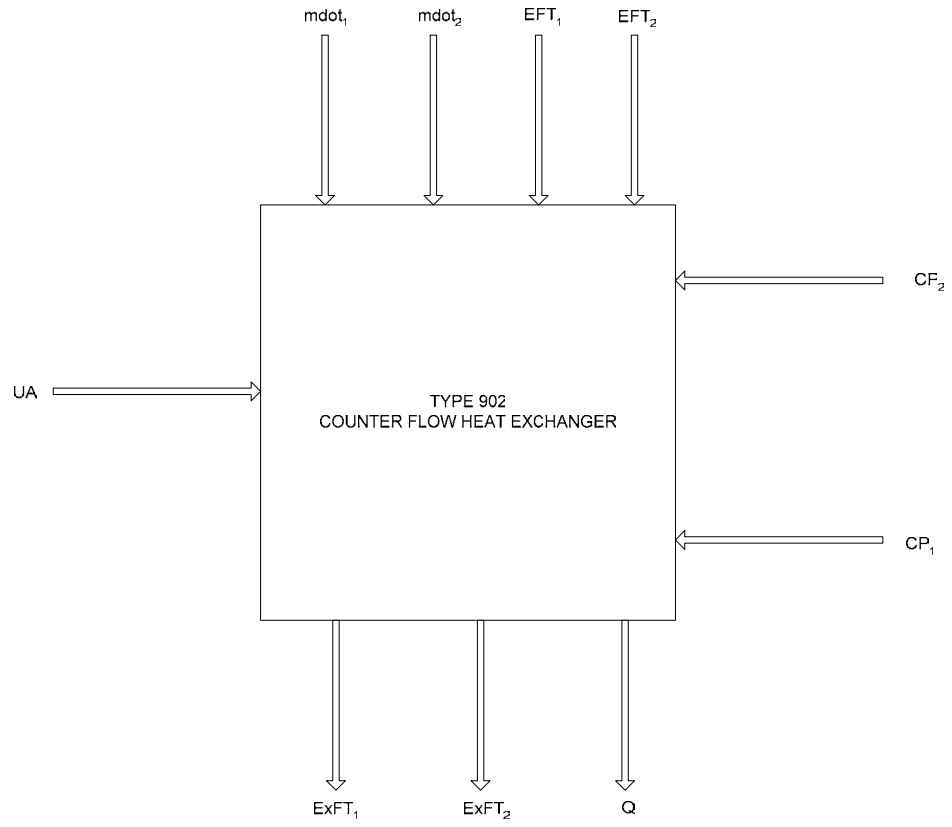 mdot₁ mdot₂ EFT₁ EFT₂
CF₂
UA
TYPE 902
COUNTER FLOW HEAT EXCHANGER
CP₁
ExFT₁ ExFT₂ Q